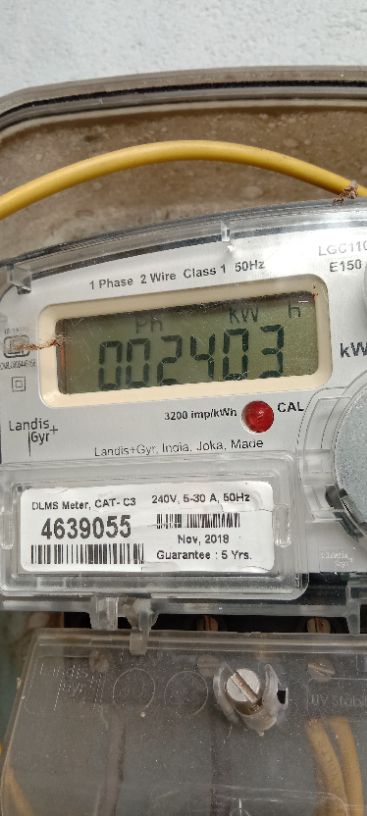 LGC110
1 Phase 2 Wire Class 1 50Hz
E150
Ph kW h
002403
kW
3200 imp/kWh CAL
Landis+
Gyr
Landis+Gyr, India, Joka, Made
DLMS Meter, CAT- C3 240V, 5-30 A, 50Hz
4639055
Nov, 2018
Guarantee : 5 Yrs.
UV Stabil